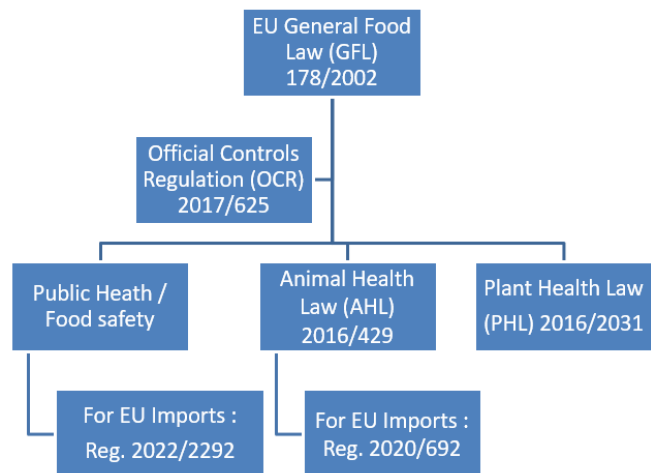 EU General Food
Law (GFL)
178/2002
Official Controls
Regulation (OCR)
2017/625
Public Heath /
Food safety
Animal Health
Law (AHL)
2016/429
Plant Health Law
(PHL) 2016/2031
For EU Imports :
Reg. 2022/2292
For EU Imports :
Reg. 2020/692